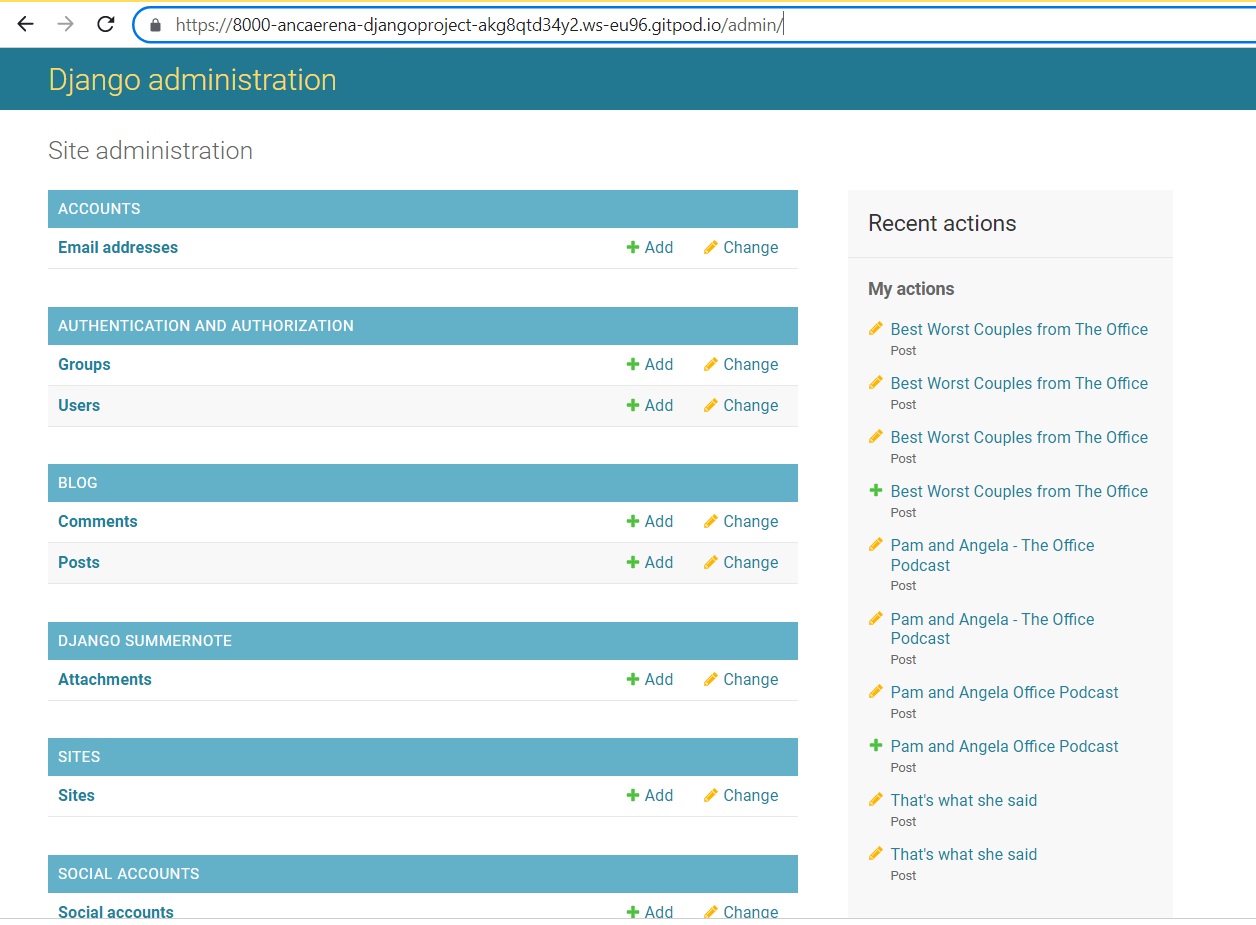 https://8000-ancaerena-djangoproject-akg8qtd34y2.ws-eu96.gitpod.io/admin/
Django administration
Site administration
ACCOUNTS
Email addresses Add Change
AUTHENTICATION AND AUTHORIZATION
Groups Add Change
Users Add Change
BLOG
Comments Add Change
Posts Add Change
DJANGO SUMMERNOTE
Attachments Add Change
SITES
Sites Add Change
SOCIAL ACCOUNTS
Social accounts Add Change
Recent actions
My actions
Best Worst Couples from The Office
Post
Best Worst Couples from The Office
Post
Best Worst Couples from The Office
Post
Best Worst Couples from The Office
Post
Pam and Angela - The Office
Podcast
Post
Pam and Angela - The Office
Podcast
Post
Pam and Angela Office Podcast
Post
Pam and Angela Office Podcast
Post
That's what she said
Post
That's what she said
Post